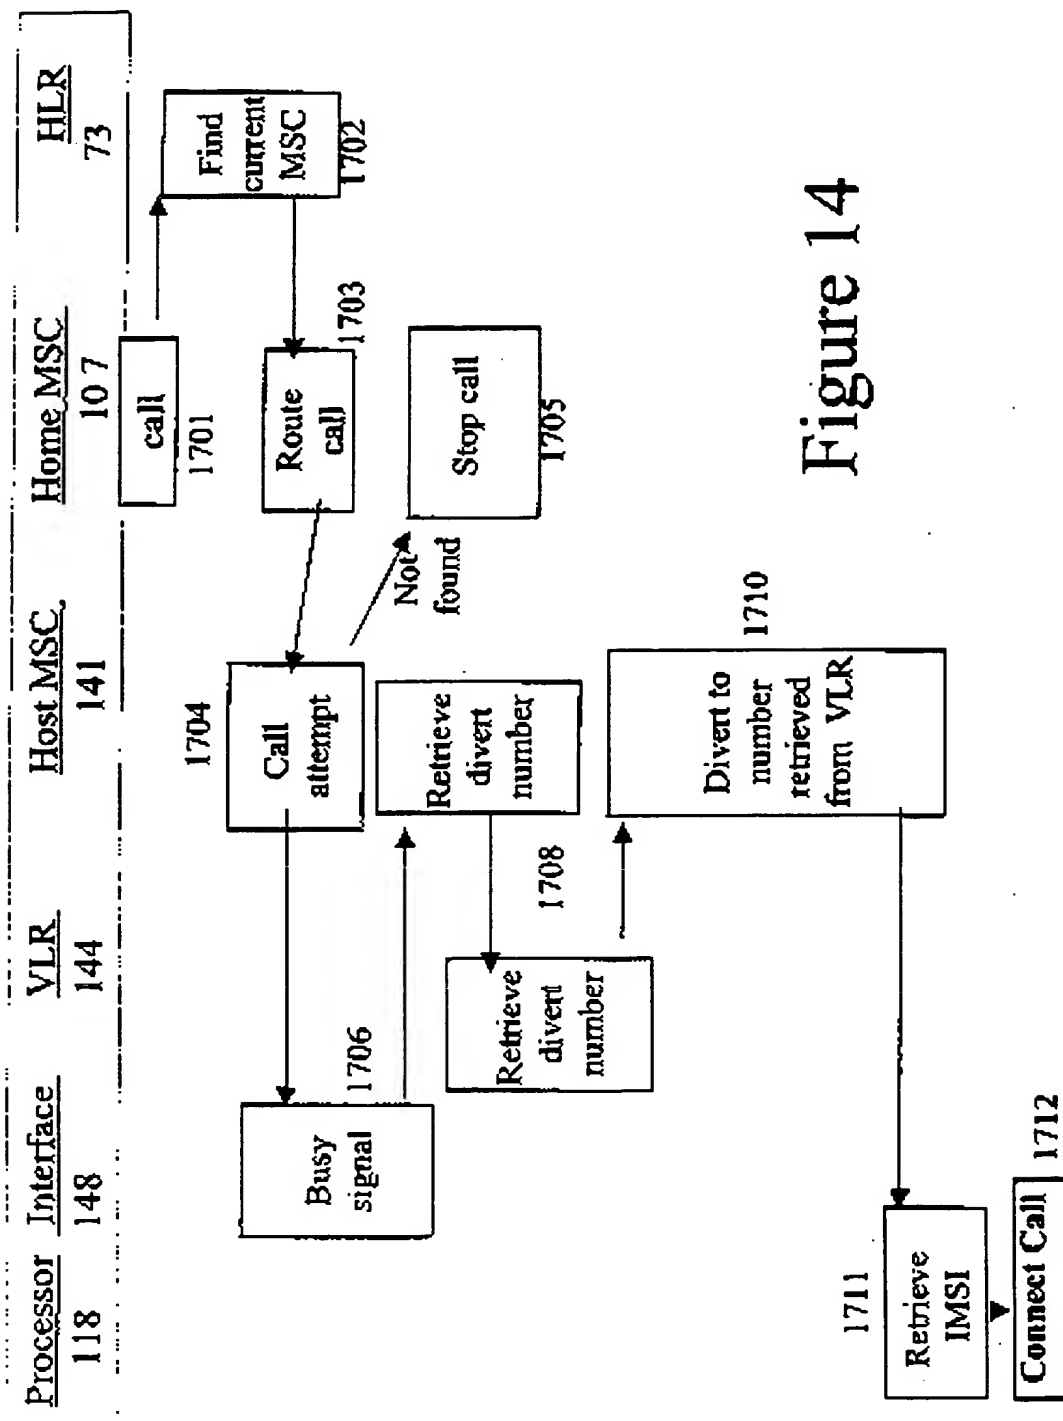 Processor
118
Interface
148
VLR
144
Host MSC
141
Home MSC
107
HLR
73
call
1701
Find
current
MSC
1702
Route
call
1703
1704
Call
attempt
Not
found
Stop call
1705
Busy
signal
1706
Retrieve
divert
number
Retrieve
divert
number
1708
Divert to
number
retrieved
from VLR
1710
1711
Retrieve
IMSI
Connect Call
1712
Figure 14